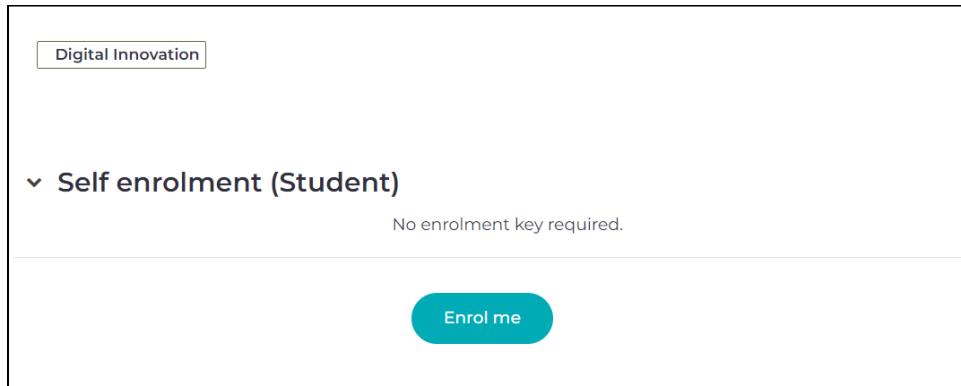 Digital Innovation
Self enrolment (Student)
No enrolment key required.
Enrol me